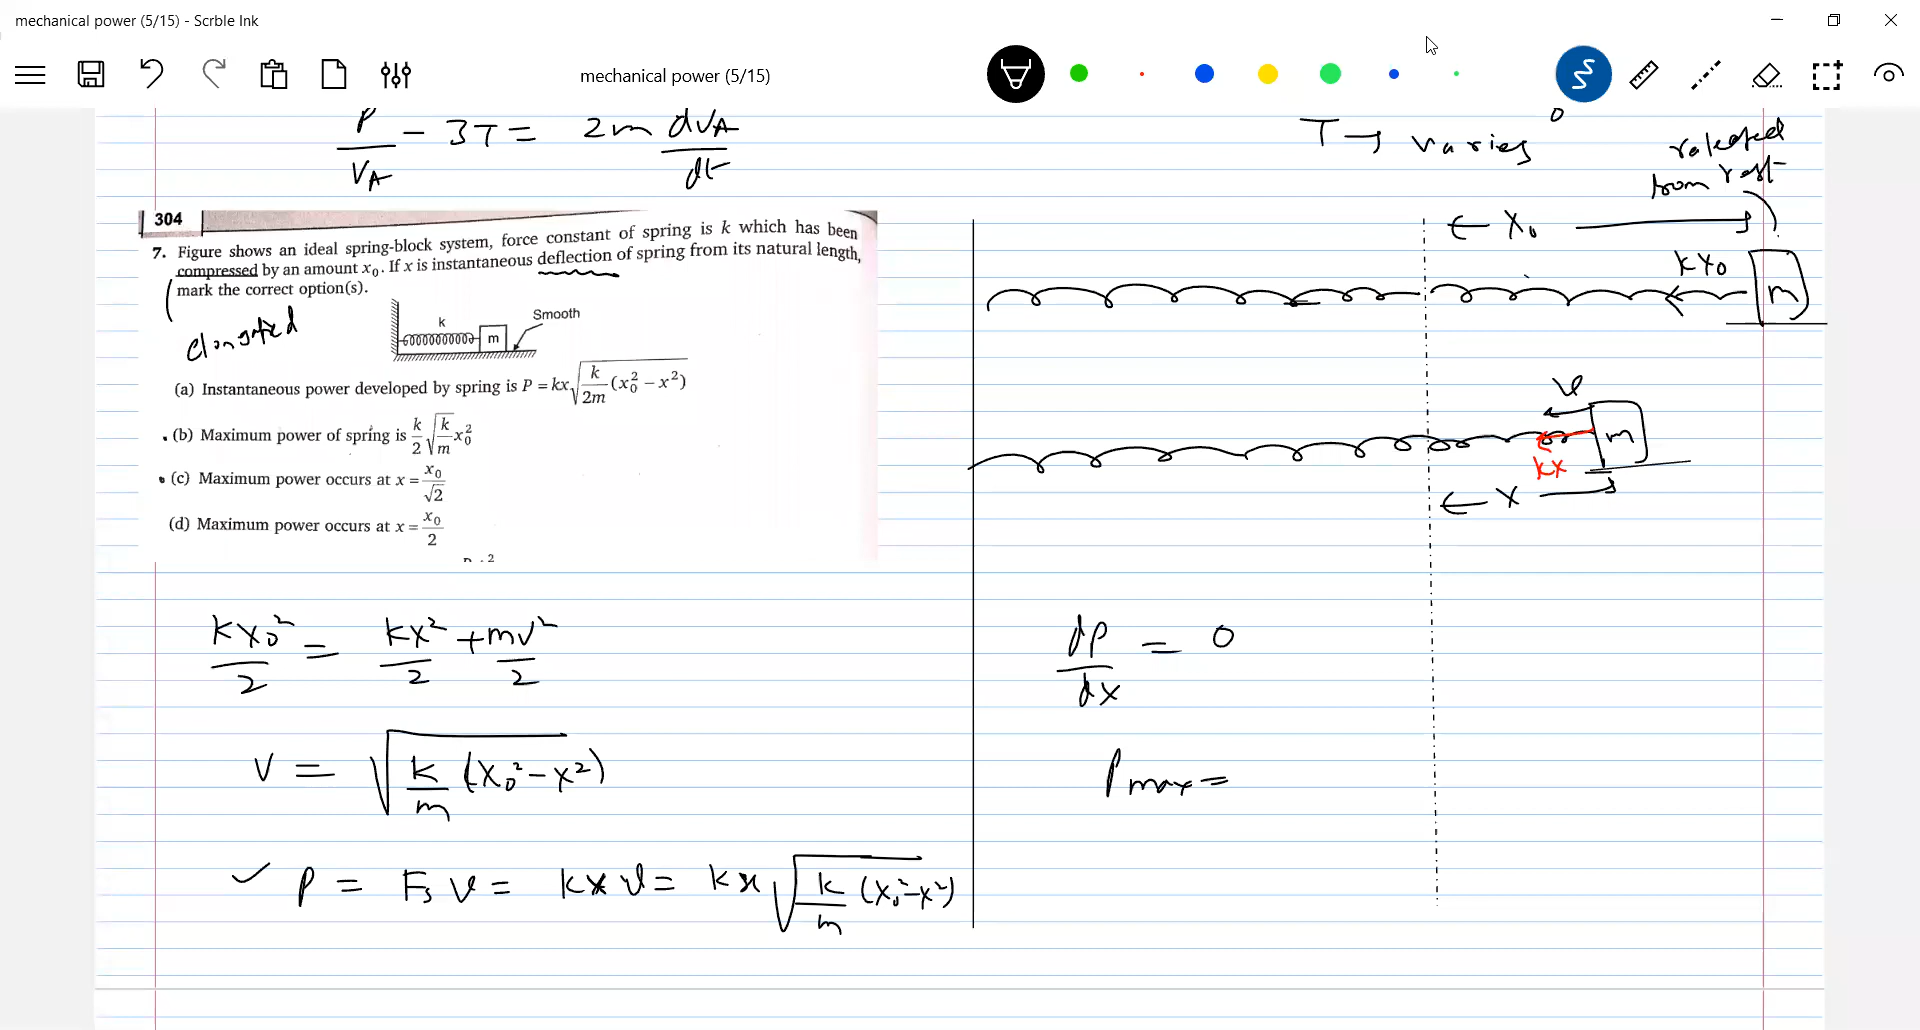 mechanical power (5/15) - Scrble Ink
mechanical power (5/15)
P/V_A - 3T = 2m dV_A/dt
T → varies
released
from rest
x₀
kx₀
m
304
7. Figure shows an ideal spring-block system, force constant of spring is k which has been
compressed by an amount x₀. If x is instantaneous deflection of spring from its natural length,
mark the correct option(s).
elongated
k
m
Smooth
(a) Instantaneous power developed by spring is P = kx√(k/2m (x₀² − x²))
(b) Maximum power of spring is k/2 √(k/m) x₀²
(c) Maximum power occurs at x = x₀/√2
(d) Maximum power occurs at x = x₀/2
v
m
kx
x
kx₀²/2 = kx²/2 + mv²/2
v = √(k/m (x₀² − x²))
P = Fs v = kx v = kx √(k/m (x₀² − x²))
dP/dx = 0
Pmax =